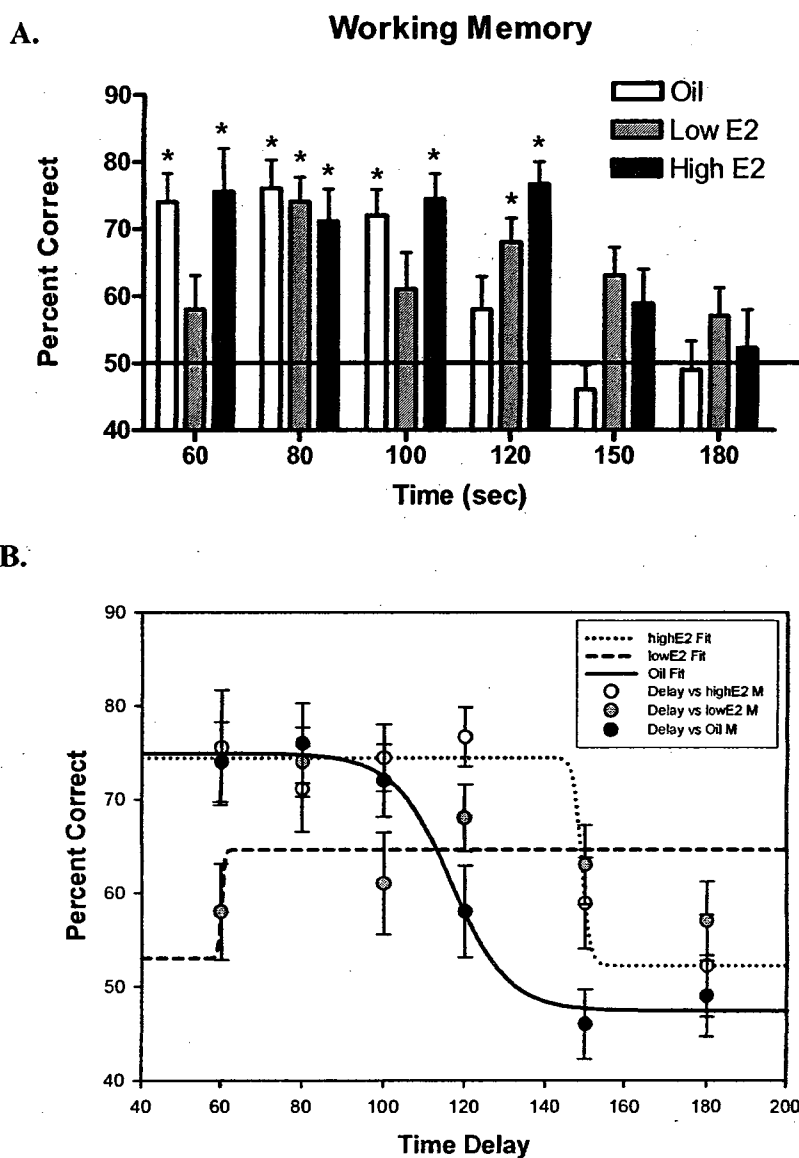 A.
Working Memory
90
80
70
60
50
40
Percent Correct
* * * * * * * * *
Oil
Low E2
High E2
60 80 100 120 150 180
Time (sec)
B.
90
80
70
60
50
40
Percent Correct
highE2 Fit
lowE2 Fit
Oil Fit
Delay vs highE2 M
Delay vs lowE2 M
Delay vs Oil M
40 60 80 100 120 140 160 180 200
Time Delay